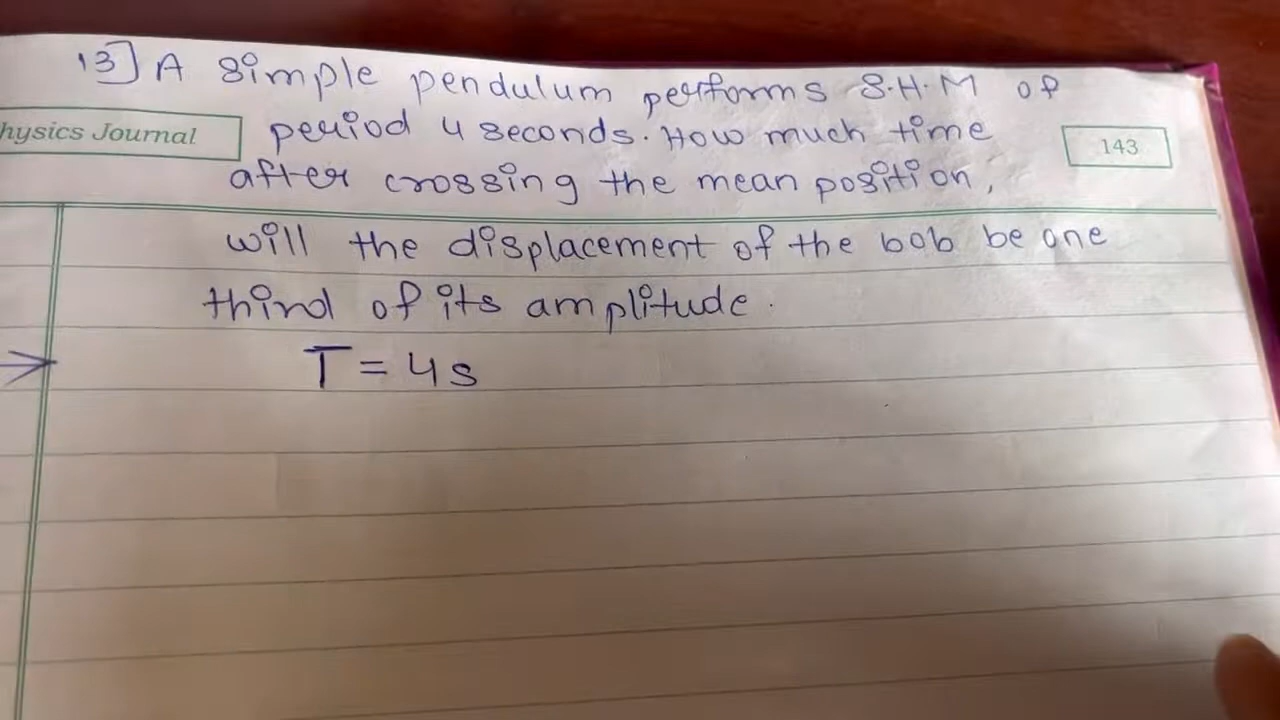 13] A simple pendulum performs S.H.M of
hysics Journal
period 4 seconds. How much time
143
after crossing the mean position,
will the displacement of the bob be one
third of its amplitude.
T = 4s